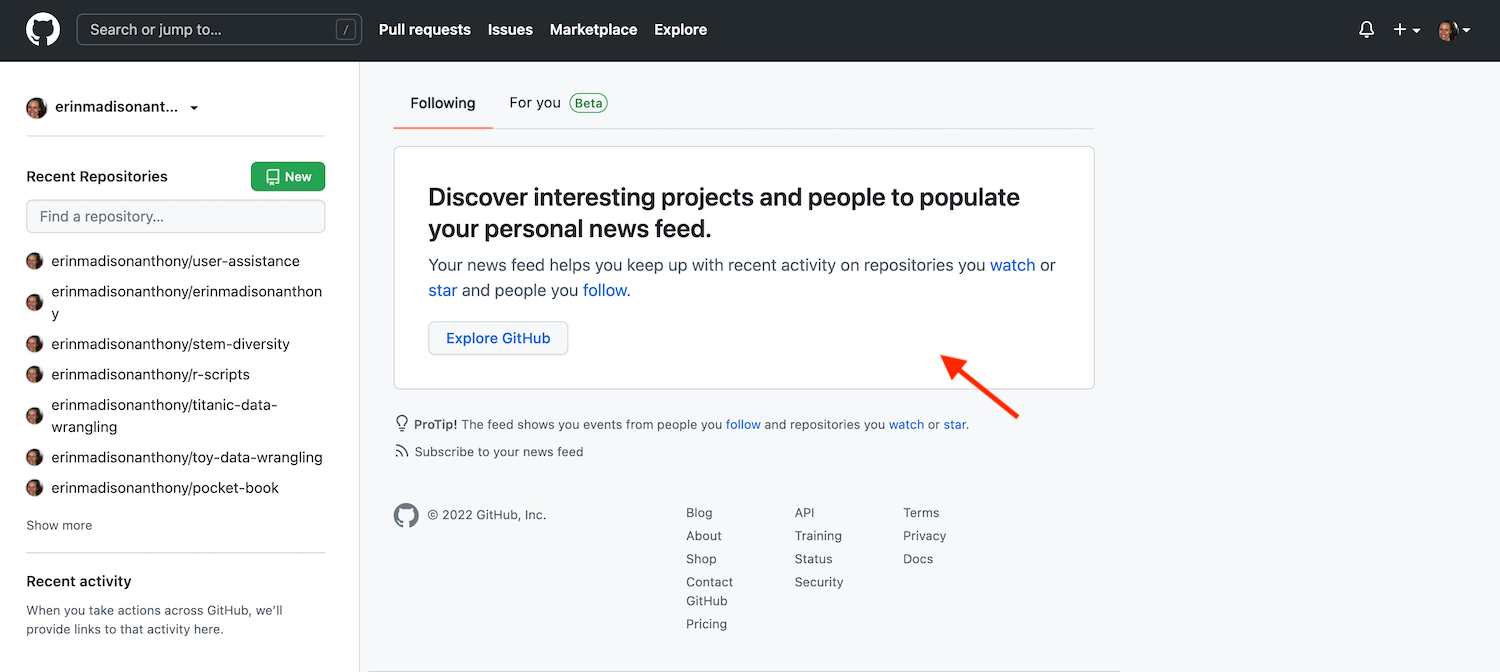 Search or jump to...
/
Pull requests
Issues
Marketplace
Explore
erinmadisonant...
Recent Repositories
New
Find a repository...
erinmadisonanthony/user-assistance
erinmadisonanthony/erinmadisonanthon
y
erinmadisonanthony/stem-diversity
erinmadisonanthony/r-scripts
erinmadisonanthony/titanic-data-
wrangling
erinmadisonanthony/toy-data-wrangling
erinmadisonanthony/pocket-book
Show more
Recent activity
When you take actions across GitHub, we'll
provide links to that activity here.
Following
For you Beta
Discover interesting projects and people to populate
your personal news feed.
Your news feed helps you keep up with recent activity on repositories you watch or
star and people you follow.
Explore GitHub
ProTip! The feed shows you events from people you follow and repositories you watch or star.
Subscribe to your news feed
© 2022 GitHub, Inc.
Blog
About
Shop
Contact
GitHub
Pricing
API
Training
Status
Security
Terms
Privacy
Docs